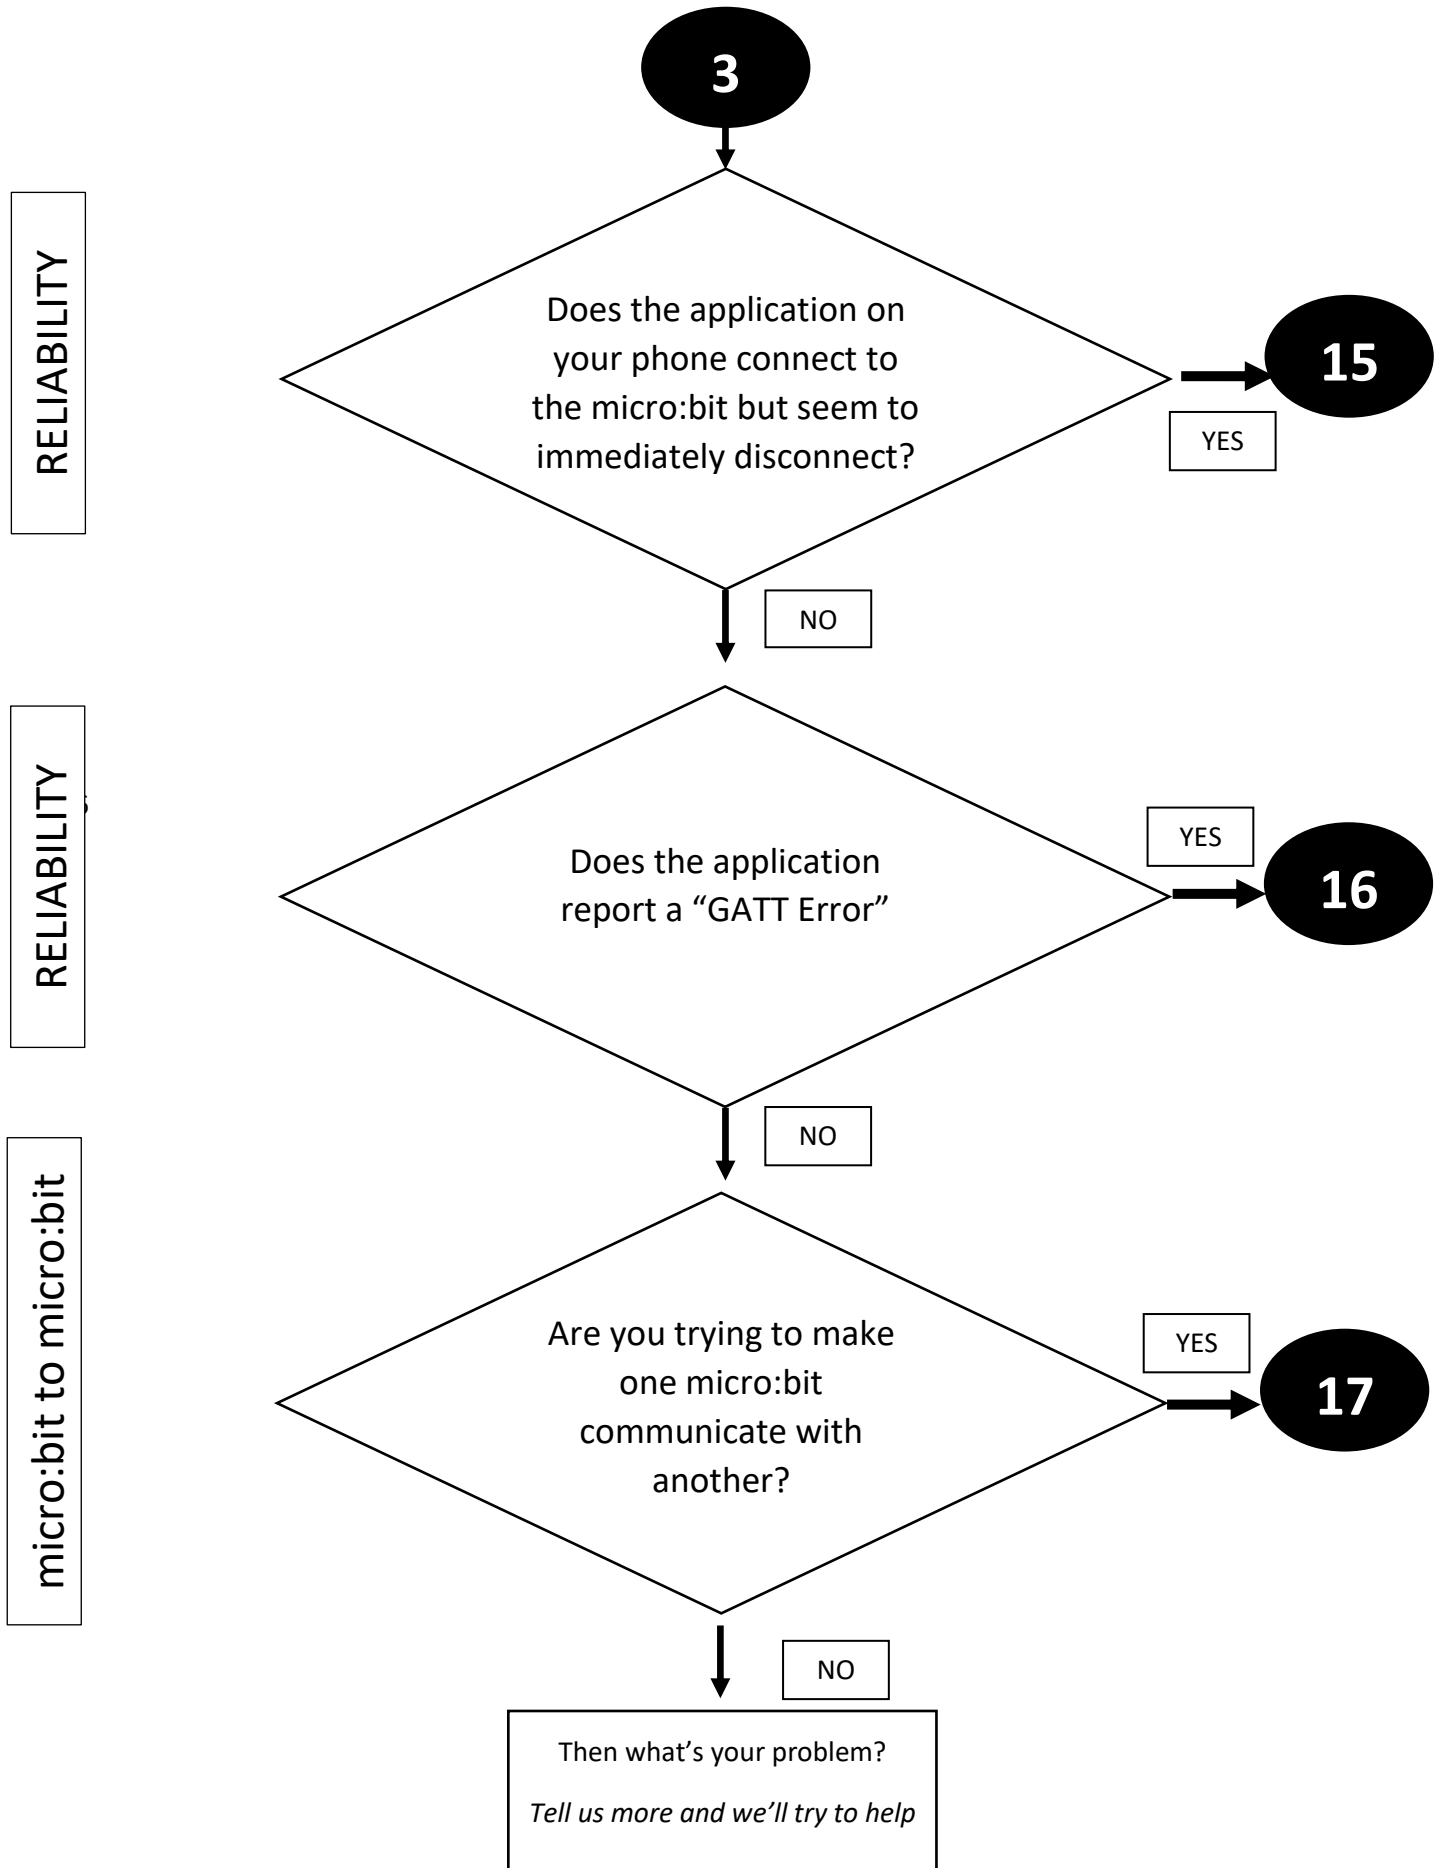 3
RELIABILITY
Does the application on
your phone connect to
the micro:bit but seem to
immediately disconnect?
15
YES
NO
RELIABILITY
Does the application
report a “GATT Error”
YES
16
NO
micro:bit to micro:bit
Are you trying to make
one micro:bit
communicate with
another?
YES
17
NO
Then what’s your problem?
Tell us more and we’ll try to help